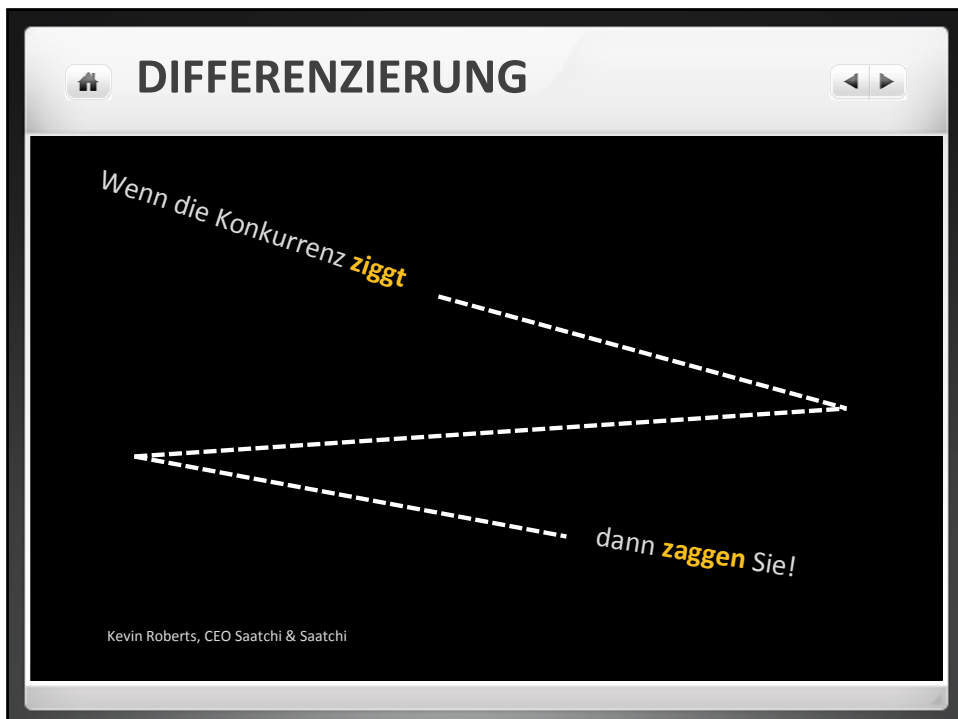 DIFFERENZIERUNG
Wenn die Konkurrenz ziggt
dann zaggen Sie!
Kevin Roberts, CEO Saatchi & Saatchi